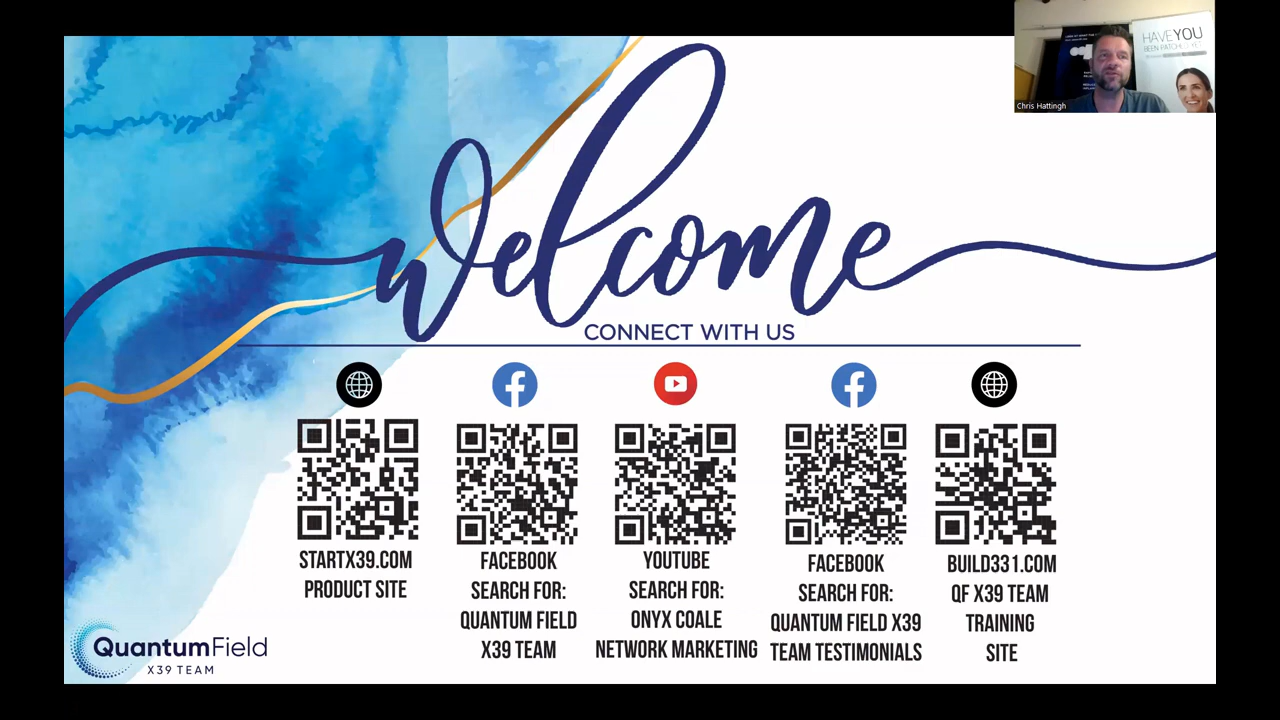 HAVE YOU
BEEN PATCHED YET
Chris Hattingh
welcome
CONNECT WITH US
STARTX39.COM
PRODUCT SITE
FACEBOOK
SEARCH FOR:
QUANTUM FIELD
X39 TEAM
YOUTUBE
SEARCH FOR:
ONYX COALE
NETWORK MARKETING
FACEBOOK
SEARCH FOR:
QUANTUM FIELD X39
TEAM TESTIMONIALS
BUILD331.COM
QF X39 TEAM
TRAINING
SITE
QuantumField
X39 TEAM